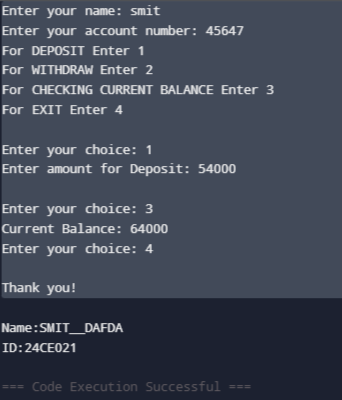 Enter your name: smit
Enter your account number: 45647
For DEPOSIT Enter 1
For WITHDRAW Enter 2
For CHECKING CURRENT BALANCE Enter 3
For EXIT Enter 4
Enter your choice: 1
Enter amount for Deposit: 54000
Enter your choice: 3
Current Balance: 64000
Enter your choice: 4
Thank you!
Name:SMIT__DAFDA
ID:24CE021
=== Code Execution Successful ===